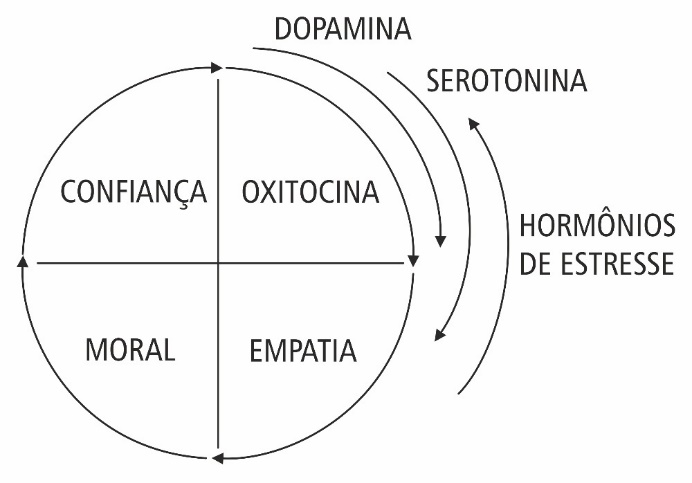 DOPAMINA
SEROTONINA
CONFIANÇA
OXITOCINA
HORMÔNIOS
DE ESTRESSE
MORAL
EMPATIA